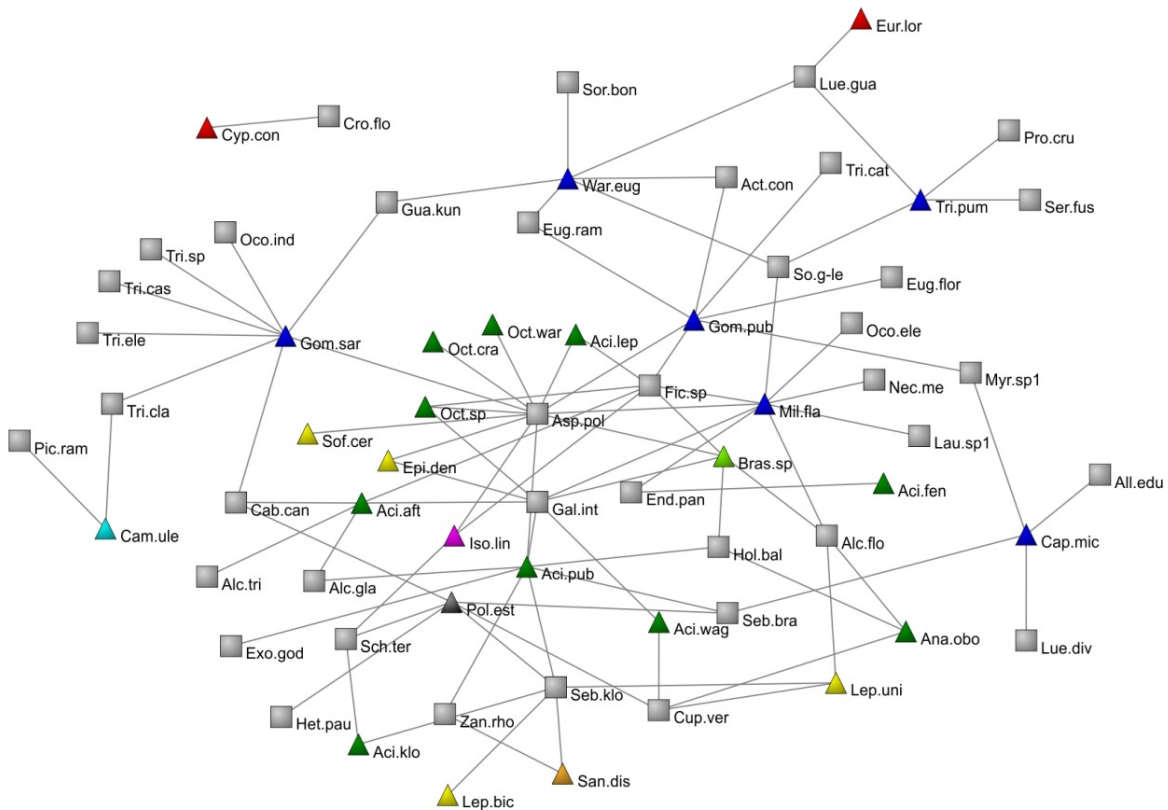 Eur.lor
Lue.gua
Sor.bon
Cyp.con
Cro.flo
Pro.cru
Tri.cat
War.eug
Act.con
Gua.kun
Tri.pum
Ser.fus
Eug.ram
Oco.ind
Tri.sp
So.g-le
Eug.flor
Tri.cas
Oct.war
Aci.lep
Gom.pub
Oco.ele
Tri.ele
Gom.sar
Oct.cra
Fic.sp
Nec.me
Myr.sp1
Tri.cla
Oct.sp
Asp.pol
Mil.fla
Lau.sp1
Pic.ram
Sof.cer
Epi.den
Bras.sp
Aci.fen
All.edu
Cab.can
Aci.aft
Gal.int
End.pan
Cam.ule
Iso.lin
Alc.flo
Cap.mic
Hol.bal
Alc.tri
Alc.gla
Aci.pub
Pol.est
Seb.bra
Exo.god
Sch.ter
Aci.wag
Ana.obo
Lue.div
Seb.klo
Lep.uni
Het.pau
Zan.rho
Cup.ver
Aci.klo
San.dis
Lep.bic